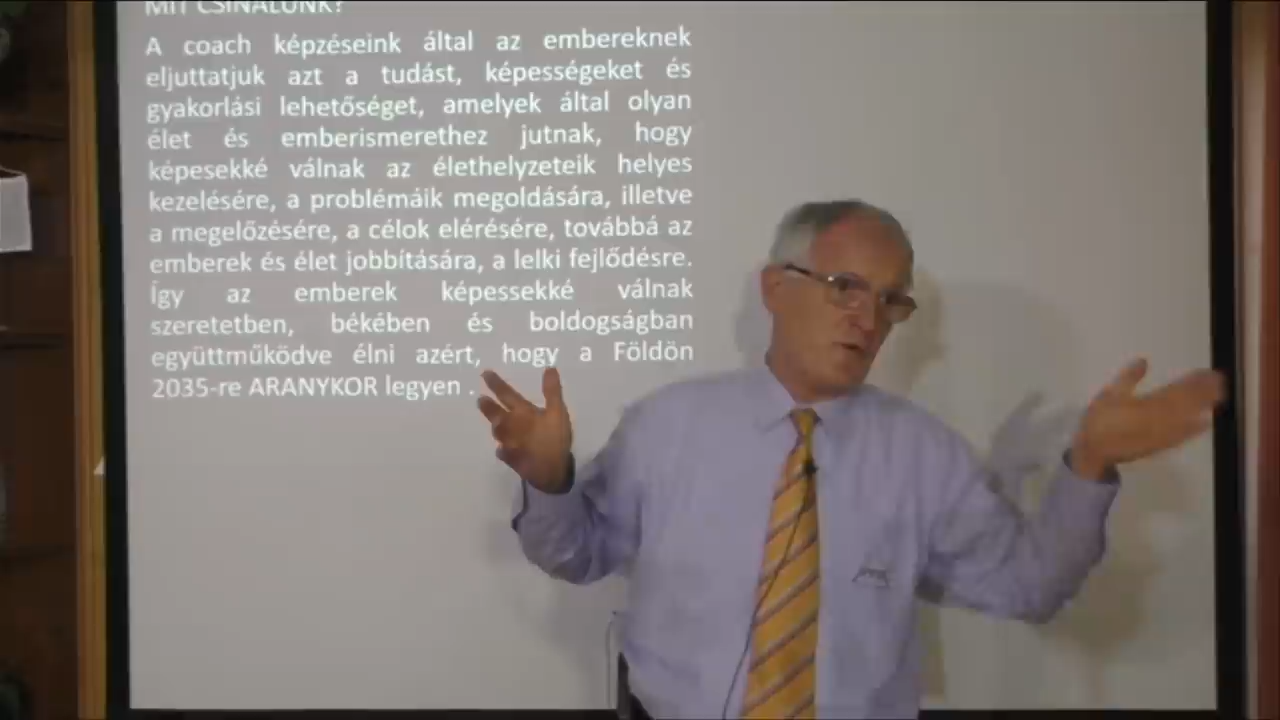 MIT CSINÁLUNK?
A coach képzéseink által az embereknek
eljuttatjuk azt a tudást, képességeket és
gyakorlási lehetőséget, amelyek által olyan
élet és emberismerethez jutnak, hogy
képesekké válnak az élethelyzeteik helyes
kezelésére, a problémáik megoldására, illetve
a megelőzésére, a célok elérésére, továbbá az
emberek és élet jobbítására, a lelki fejlődésre.
Így az emberek képessekké válnak
szeretetben, békében és boldogságban
együttműködve élni azért, hogy a Földön
2035-re ARANYKOR legyen .